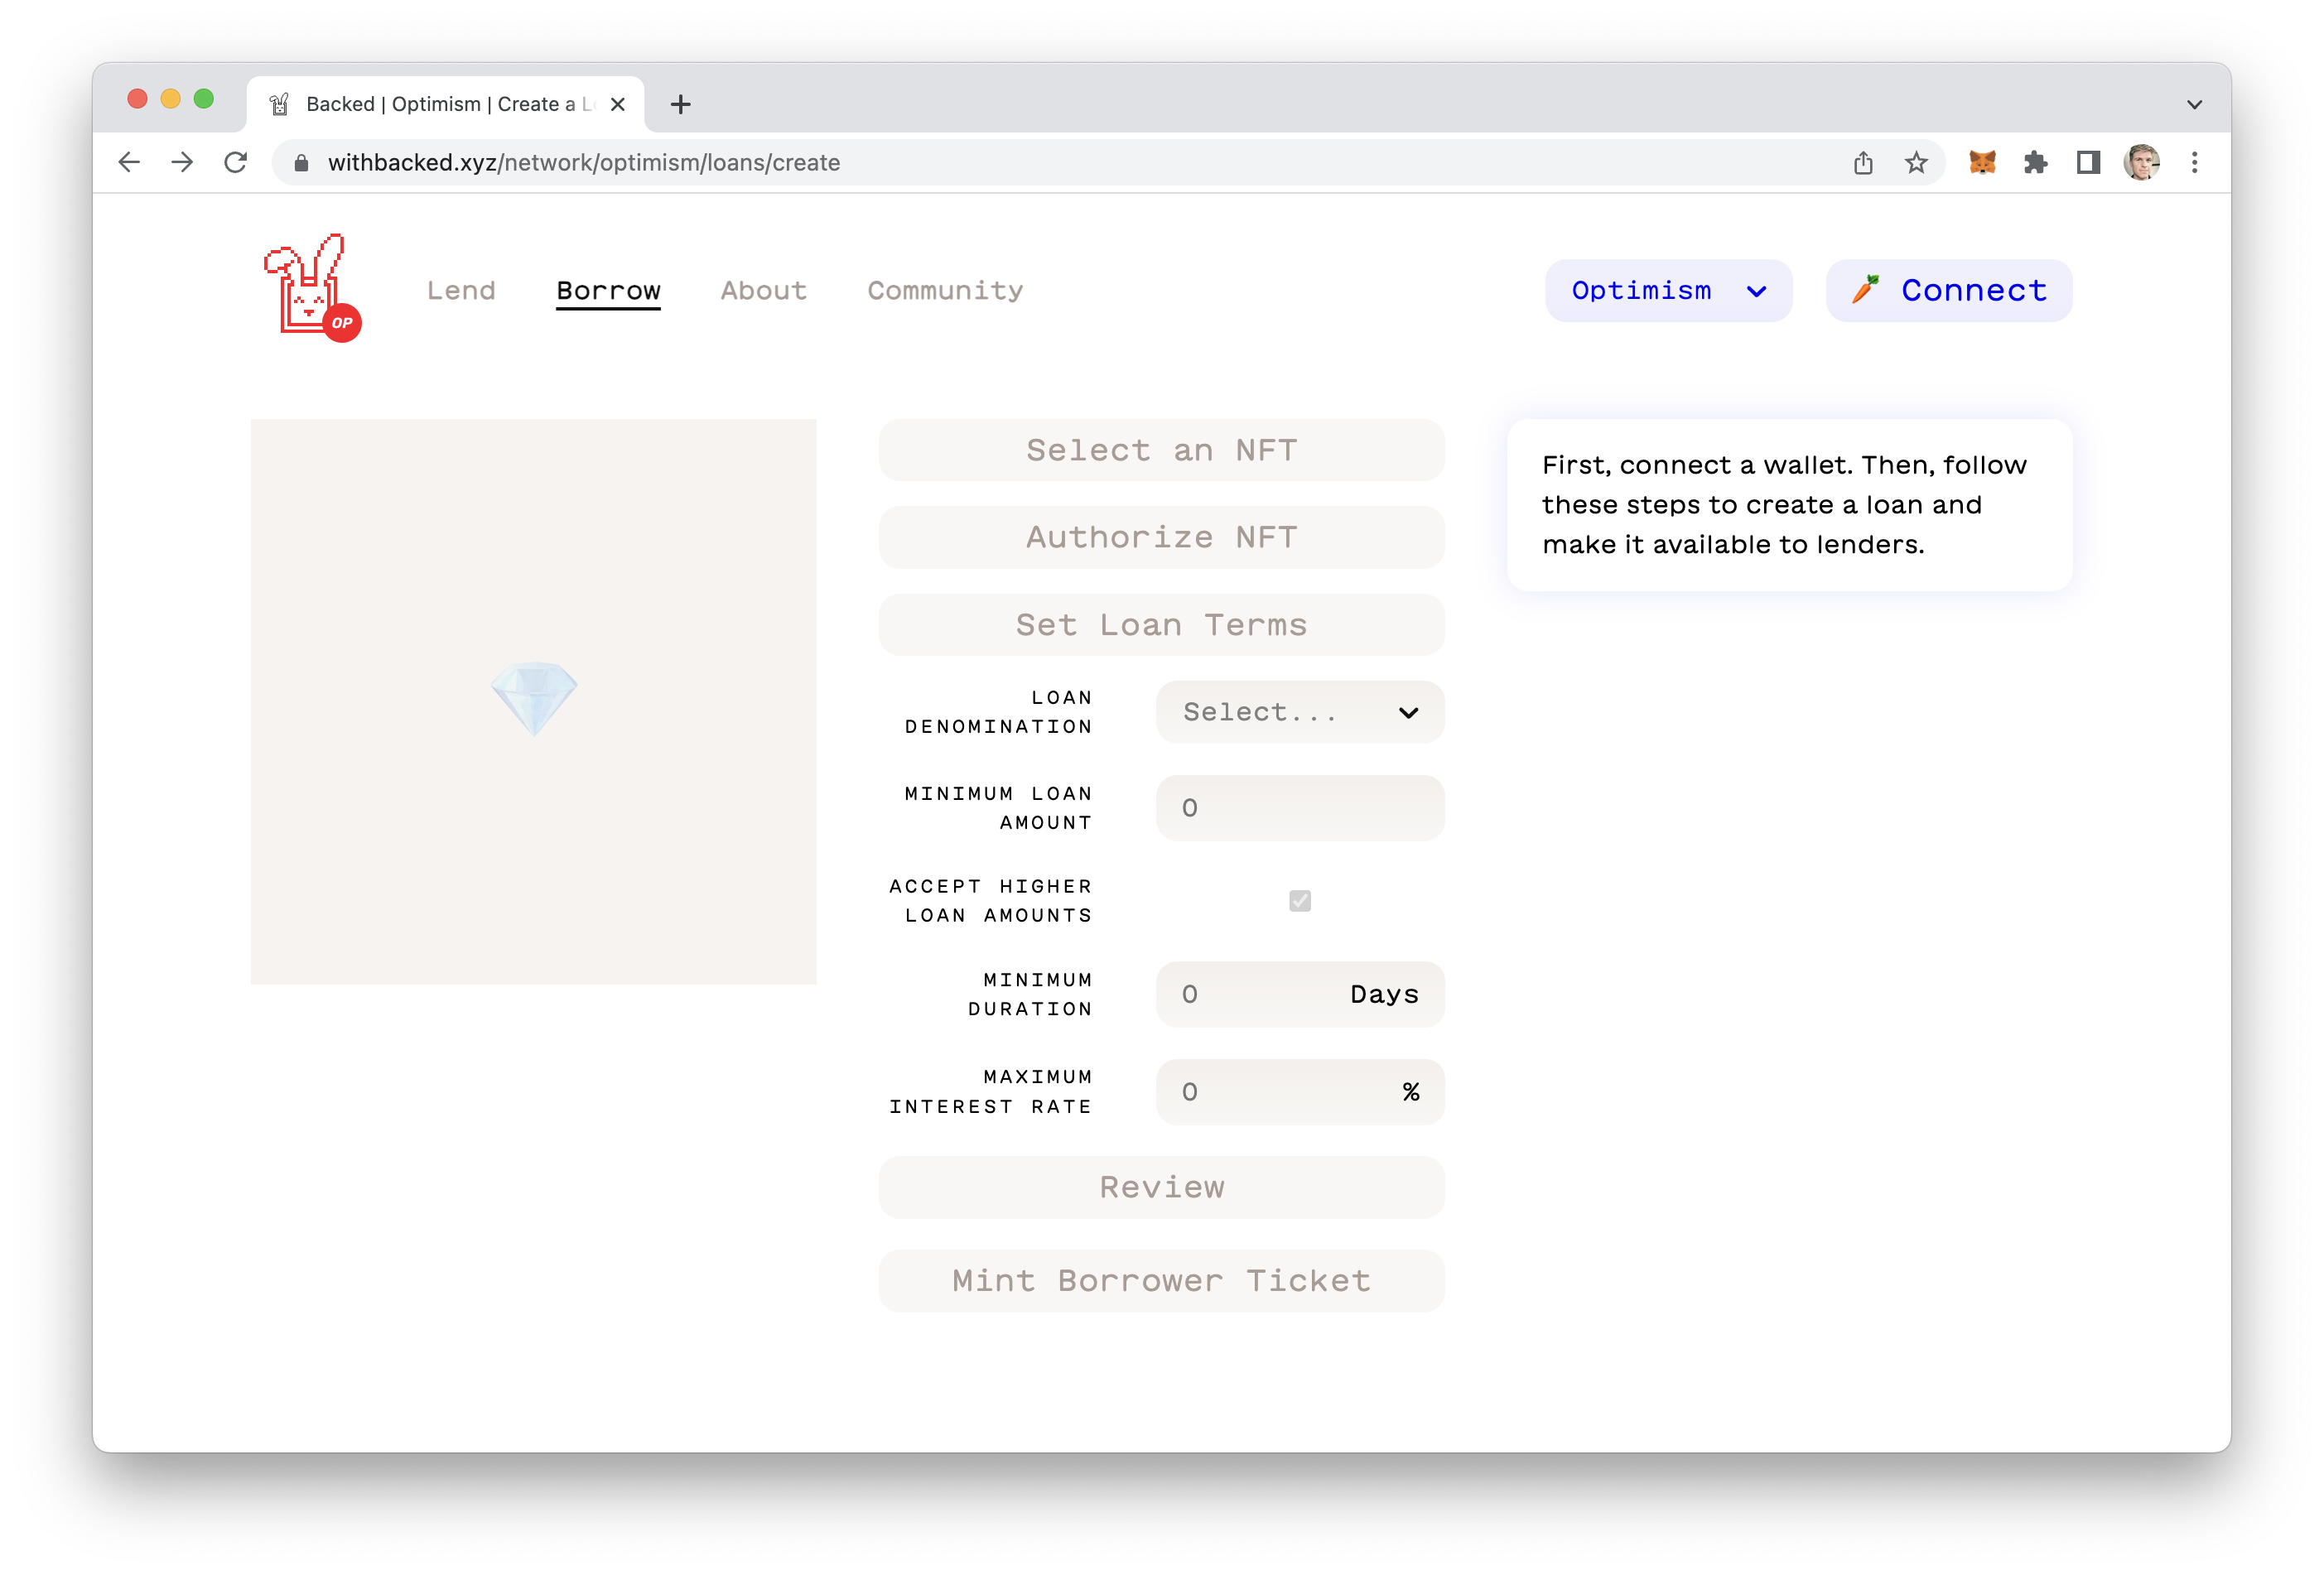 Backed | Optimism | Create a L
withbacked.xyz/network/optimism/loans/create
OP
Lend
Borrow
About
Community
Optimism
Connect
Select an NFT
Authorize NFT
Set Loan Terms
LOAN
DENOMINATION
Select...
MINIMUM LOAN
AMOUNT
0
ACCEPT HIGHER
LOAN AMOUNTS
MINIMUM
DURATION
0
Days
MAXIMUM
INTEREST RATE
0
%
Review
Mint Borrower Ticket
First, connect a wallet. Then, follow
these steps to create a loan and
make it available to lenders.